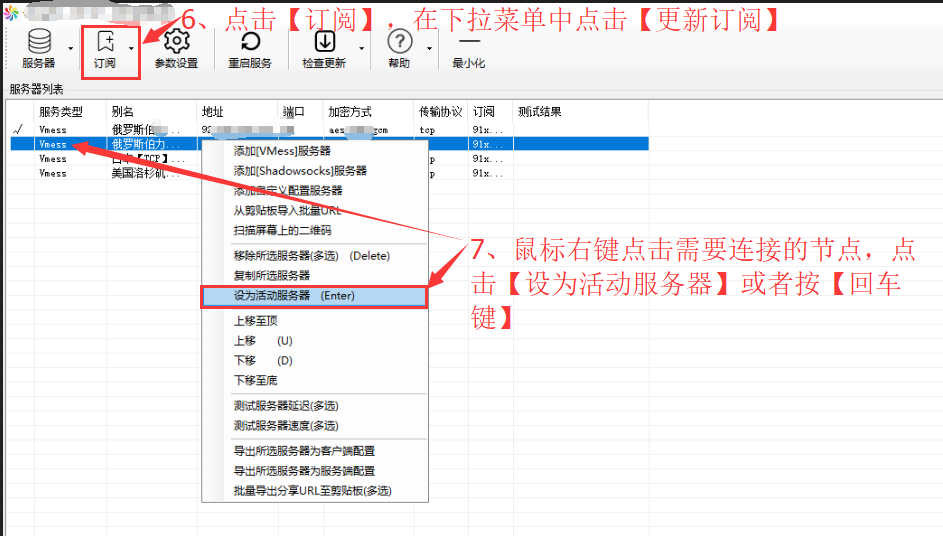 6、点击【订阅】，在下拉菜单中点击【更新订阅】
服务器 订阅 参数设置 重启服务 检查更新 帮助 最小化
服务器列表
服务类型 别名 地址 端口 加密方式 传输协议 订阅 测试结果
Vmess 俄罗斯伯 ... 92 aes gcm tcp 91x...
Vmess 俄罗斯伯力... 91x...
Vmess 日本【TCP】... p 91x...
Vmess 美国洛杉矶... p 91x...
添加[VMess]服务器
添加[Shadowsocks]服务器
添加自定义配置服务器
从剪贴板导入批量URL
扫描屏幕上的二维码
移除所选服务器(多选) (Delete)
复制所选服务器
设为活动服务器 (Enter)
上移至顶
上移 (U)
下移 (D)
下移至底
测试服务器延迟(多选)
测试服务器速度(多选)
导出所选服务器为客户端配置
导出所选服务器为服务端配置
批量导出分享URL至剪贴板(多选)
7、鼠标右键点击需要连接的节点，点
击【设为活动服务器】或者按【回车
键】